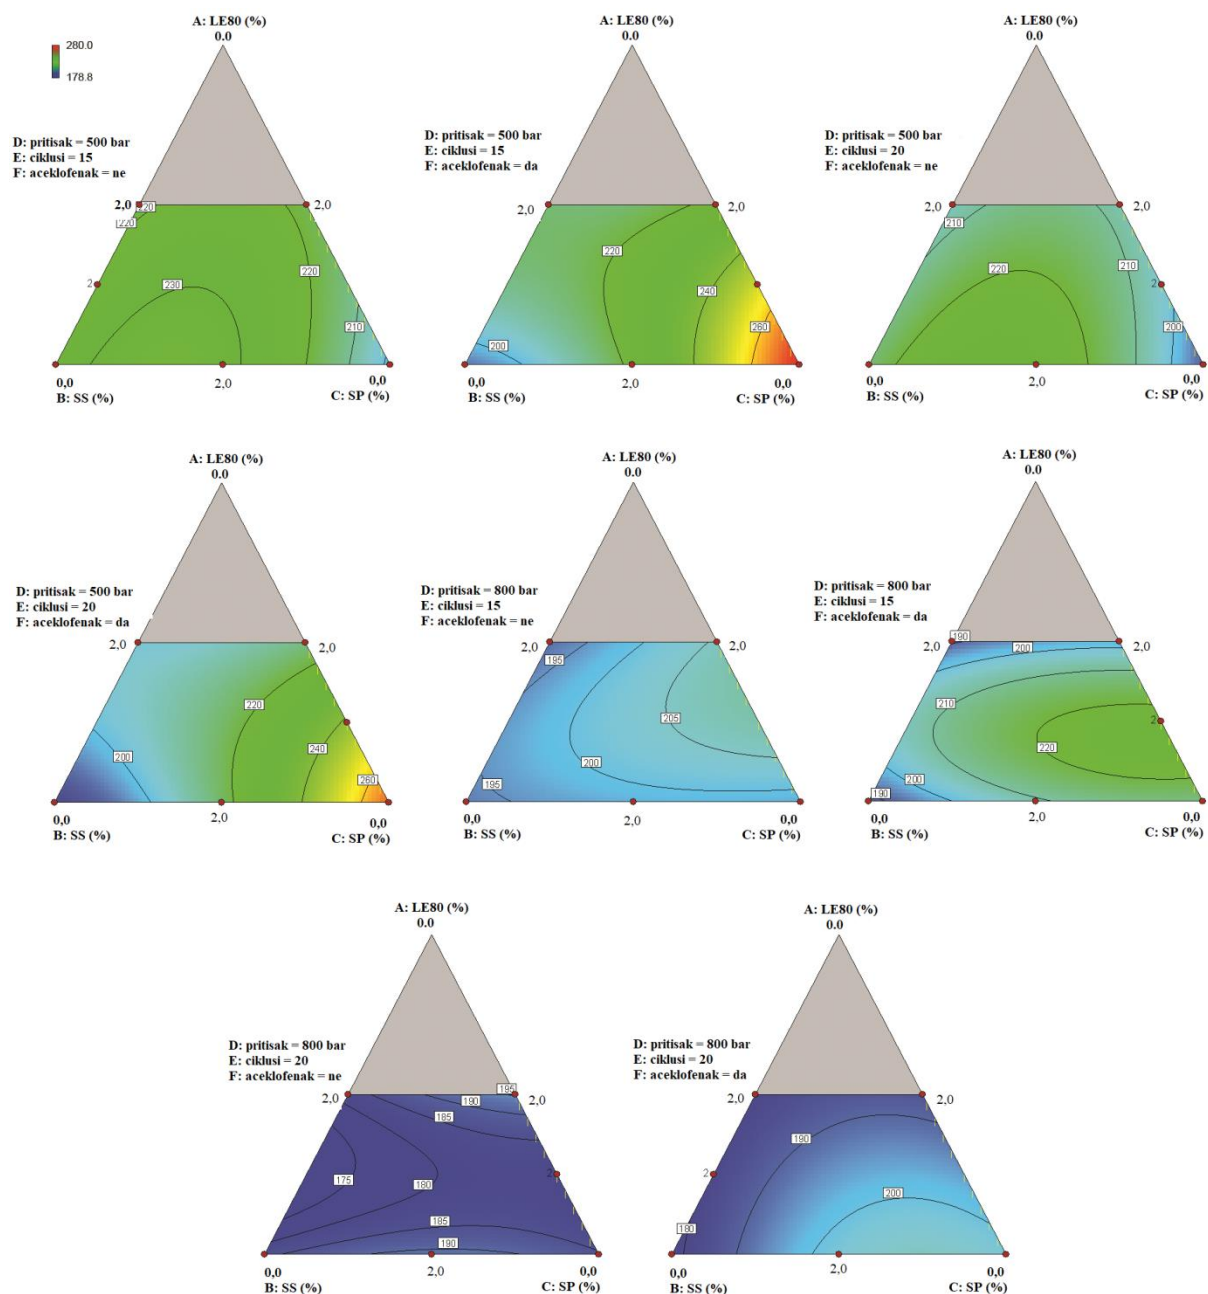 A: LE80 (%)
0.0
280.0
178.8
D: pritisak = 500 bar
E: ciklusi = 15
F: aceklofenak = ne
2,0
220
220
2,0
220
2
230
210
0,0
2,0
0,0
B: SS (%)
C: SP (%)
A: LE80 (%)
0.0
D: pritisak = 500 bar
E: ciklusi = 15
F: aceklofenak = da
2,0
2,0
220
240
260
200
0,0
2,0
0,0
B: SS (%)
C: SP (%)
A: LE80 (%)
0.0
D: pritisak = 500 bar
E: ciklusi = 20
F: aceklofenak = ne
2,0
2,0
210
210
220
2
200
0,0
2,0
0,0
B: SS (%)
C: SP (%)
A: LE80 (%)
0.0
D: pritisak = 500 bar
E: ciklusi = 20
F: aceklofenak = da
2,0
2,0
220
240
200
260
0,0
2,0
0,0
B: SS (%)
C: SP (%)
A: LE80 (%)
0.0
D: pritisak = 800 bar
E: ciklusi = 15
F: aceklofenak = ne
2,0
2,0
195
205
200
195
0,0
2,0
0,0
B: SS (%)
C: SP (%)
A: LE80 (%)
0.0
D: pritisak = 800 bar
E: ciklusi = 15
F: aceklofenak = da
190
2,0
200
2,0
210
2
220
200
190
0,0
2,0
0,0
B: SS (%)
C: SP (%)
A: LE80 (%)
0.0
D: pritisak = 800 bar
E: ciklusi = 20
F: aceklofenak = ne
195
2,0
190
2,0
185
175
180
2
185
190
0,0
2,0
0,0
B: SS (%)
C: SP (%)
A: LE80 (%)
0.0
D: pritisak = 800 bar
E: ciklusi = 20
F: aceklofenak = da
2,0
2,0
190
2
200
180
0,0
2,0
0,0
B: SS (%)
C: SP (%)